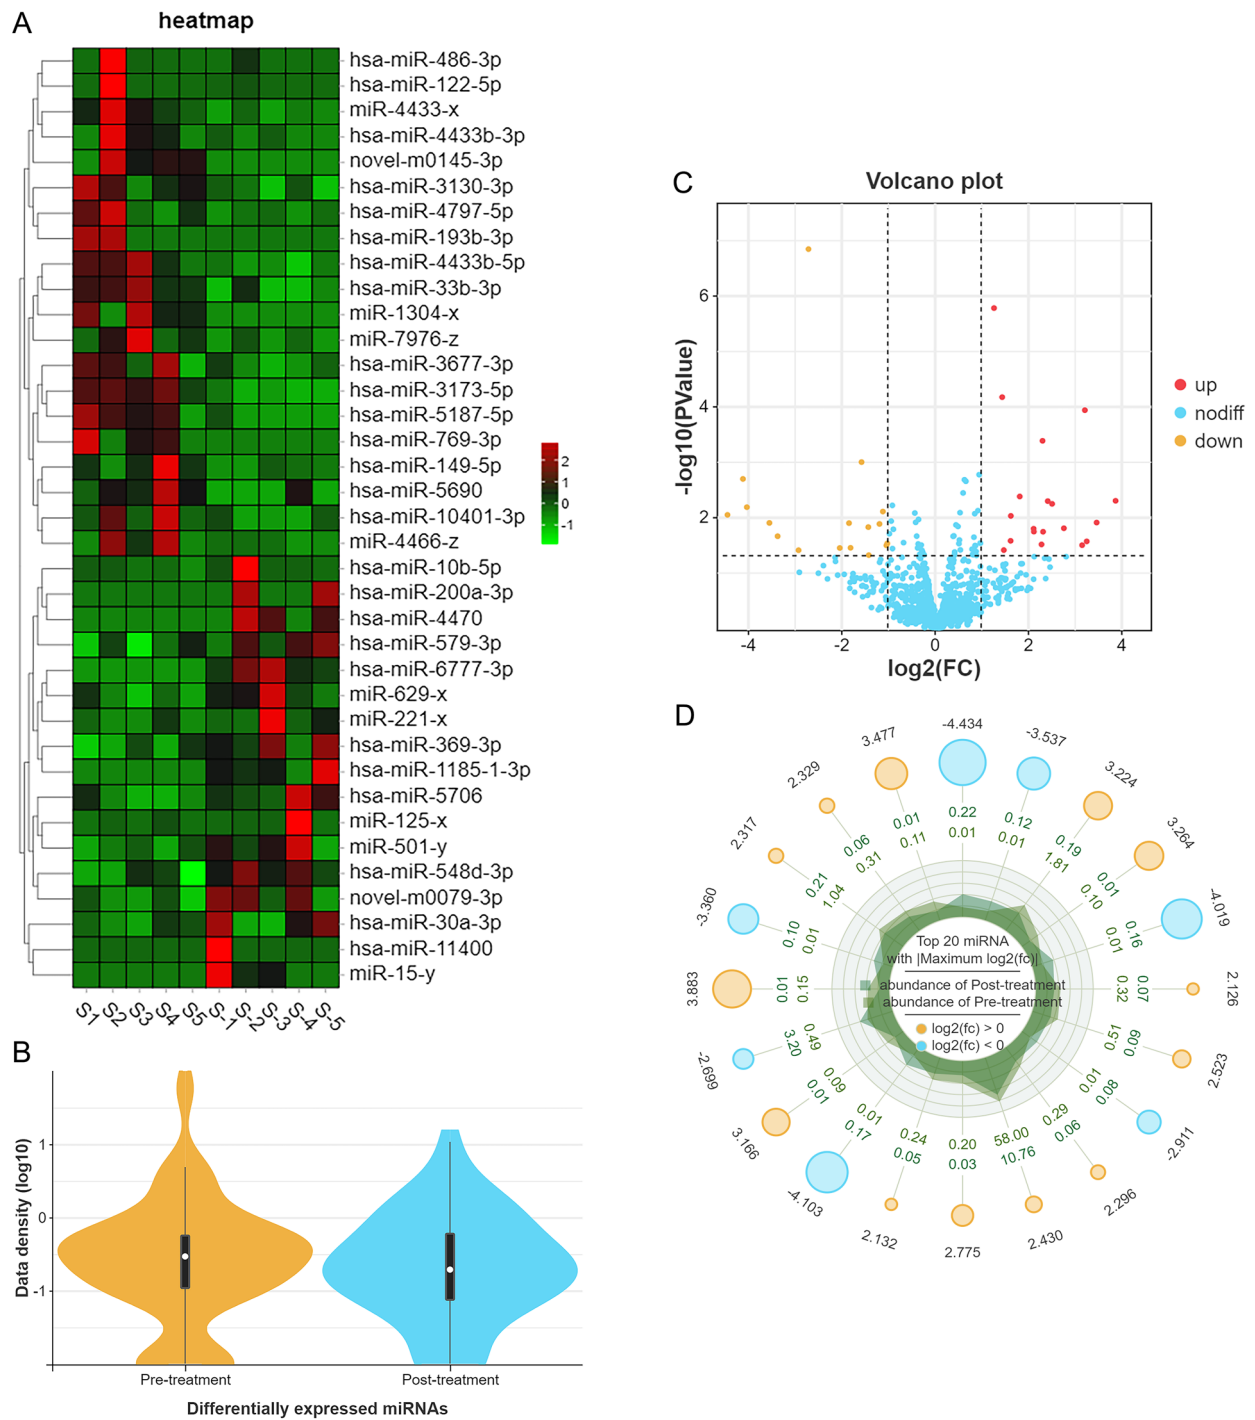 A
heatmap
hsa-miR-486-3p
hsa-miR-122-5p
miR-4433-x
hsa-miR-4433b-3p
novel-m0145-3p
hsa-miR-3130-3p
hsa-miR-4797-5p
hsa-miR-193b-3p
hsa-miR-4433b-5p
hsa-miR-33b-3p
miR-1304-x
miR-7976-z
hsa-miR-3677-3p
hsa-miR-3173-5p
hsa-miR-5187-5p
hsa-miR-769-3p
hsa-miR-149-5p
hsa-miR-5690
hsa-miR-10401-3p
miR-4466-z
hsa-miR-10b-5p
hsa-miR-200a-3p
hsa-miR-4470
hsa-miR-579-3p
hsa-miR-6777-3p
miR-629-x
miR-221-x
hsa-miR-369-3p
hsa-miR-1185-1-3p
hsa-miR-5706
miR-125-x
miR-501-y
hsa-miR-548d-3p
novel-m0079-3p
hsa-miR-30a-3p
hsa-miR-11400
miR-15-y
2
1
0
-1
S1 S2 S3 S4 S5 S-1 S-2 S-3 S-4 S-5
B
Data density (log10)
1
0
-1
Pre-treatment Post-treatment
Differentially expressed miRNAs
C
Volcano plot
-log10(PValue)
6
4
2
-4 -2 0 2 4
log2(FC)
up
nodiff
down
D
-4.434
0.22
0.01
-3.537
0.12
0.01
3.224
0.19
1.81
3.264
0.01
0.10
-4.019
0.16
0.01
2.126
0.07
0.32
2.523
0.09
0.51
-2.911
0.08
0.01
2.296
0.06
0.29
2.430
10.76
58.00
2.775
0.03
0.20
2.132
0.05
0.24
-4.103
0.17
0.01
3.166
0.01
0.09
-2.699
3.20
0.49
3.883
0.01
0.15
-3.360
0.10
0.01
2.317
0.21
1.04
2.329
0.06
0.31
3.477
0.01
0.11
Top 20 miRNA
with |Maximum log2(fc)|
abundance of Post-treatment
abundance of Pre-treatment
log2(fc) > 0
log2(fc) < 0